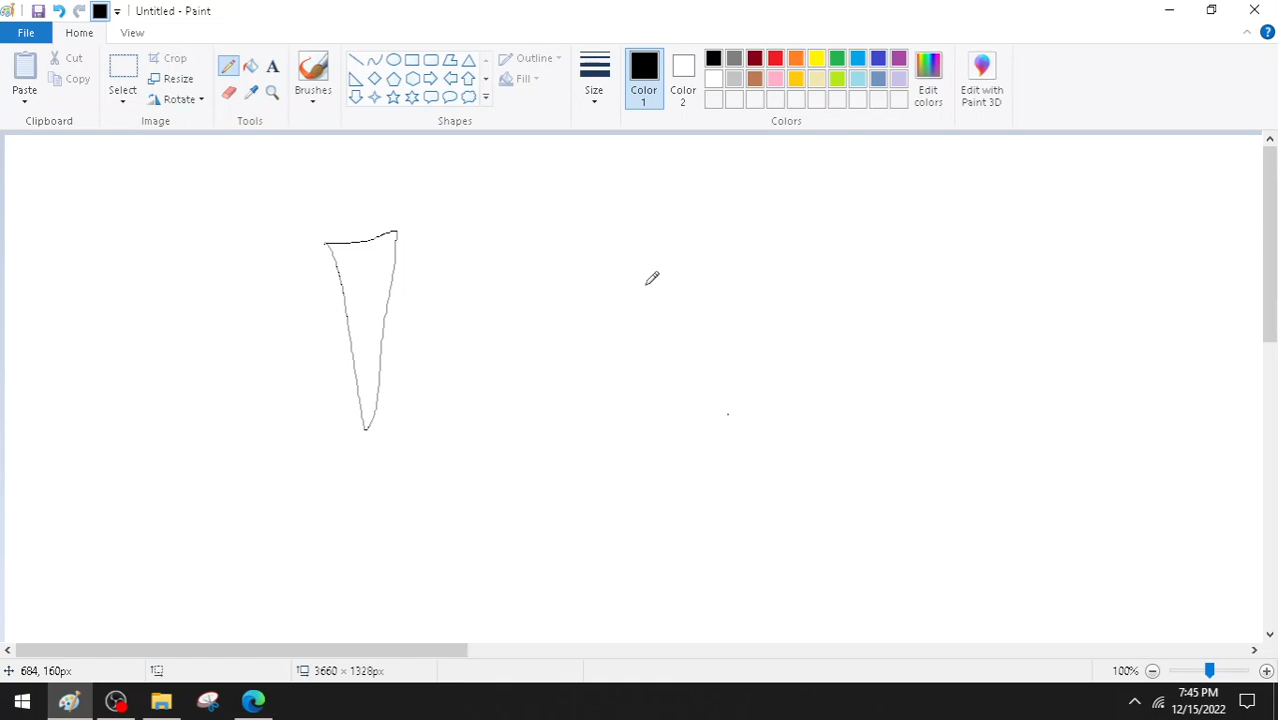 Untitled - Paint
File Home View
Paste Cut Copy Select Crop Resize Rotate Brushes Outline Fill Size Color 1 Color 2 Edit colors Edit with Paint 3D
Clipboard Image Tools Shapes Colors
684, 160px 3660 × 1328px 100%
7:45 PM
12/15/2022